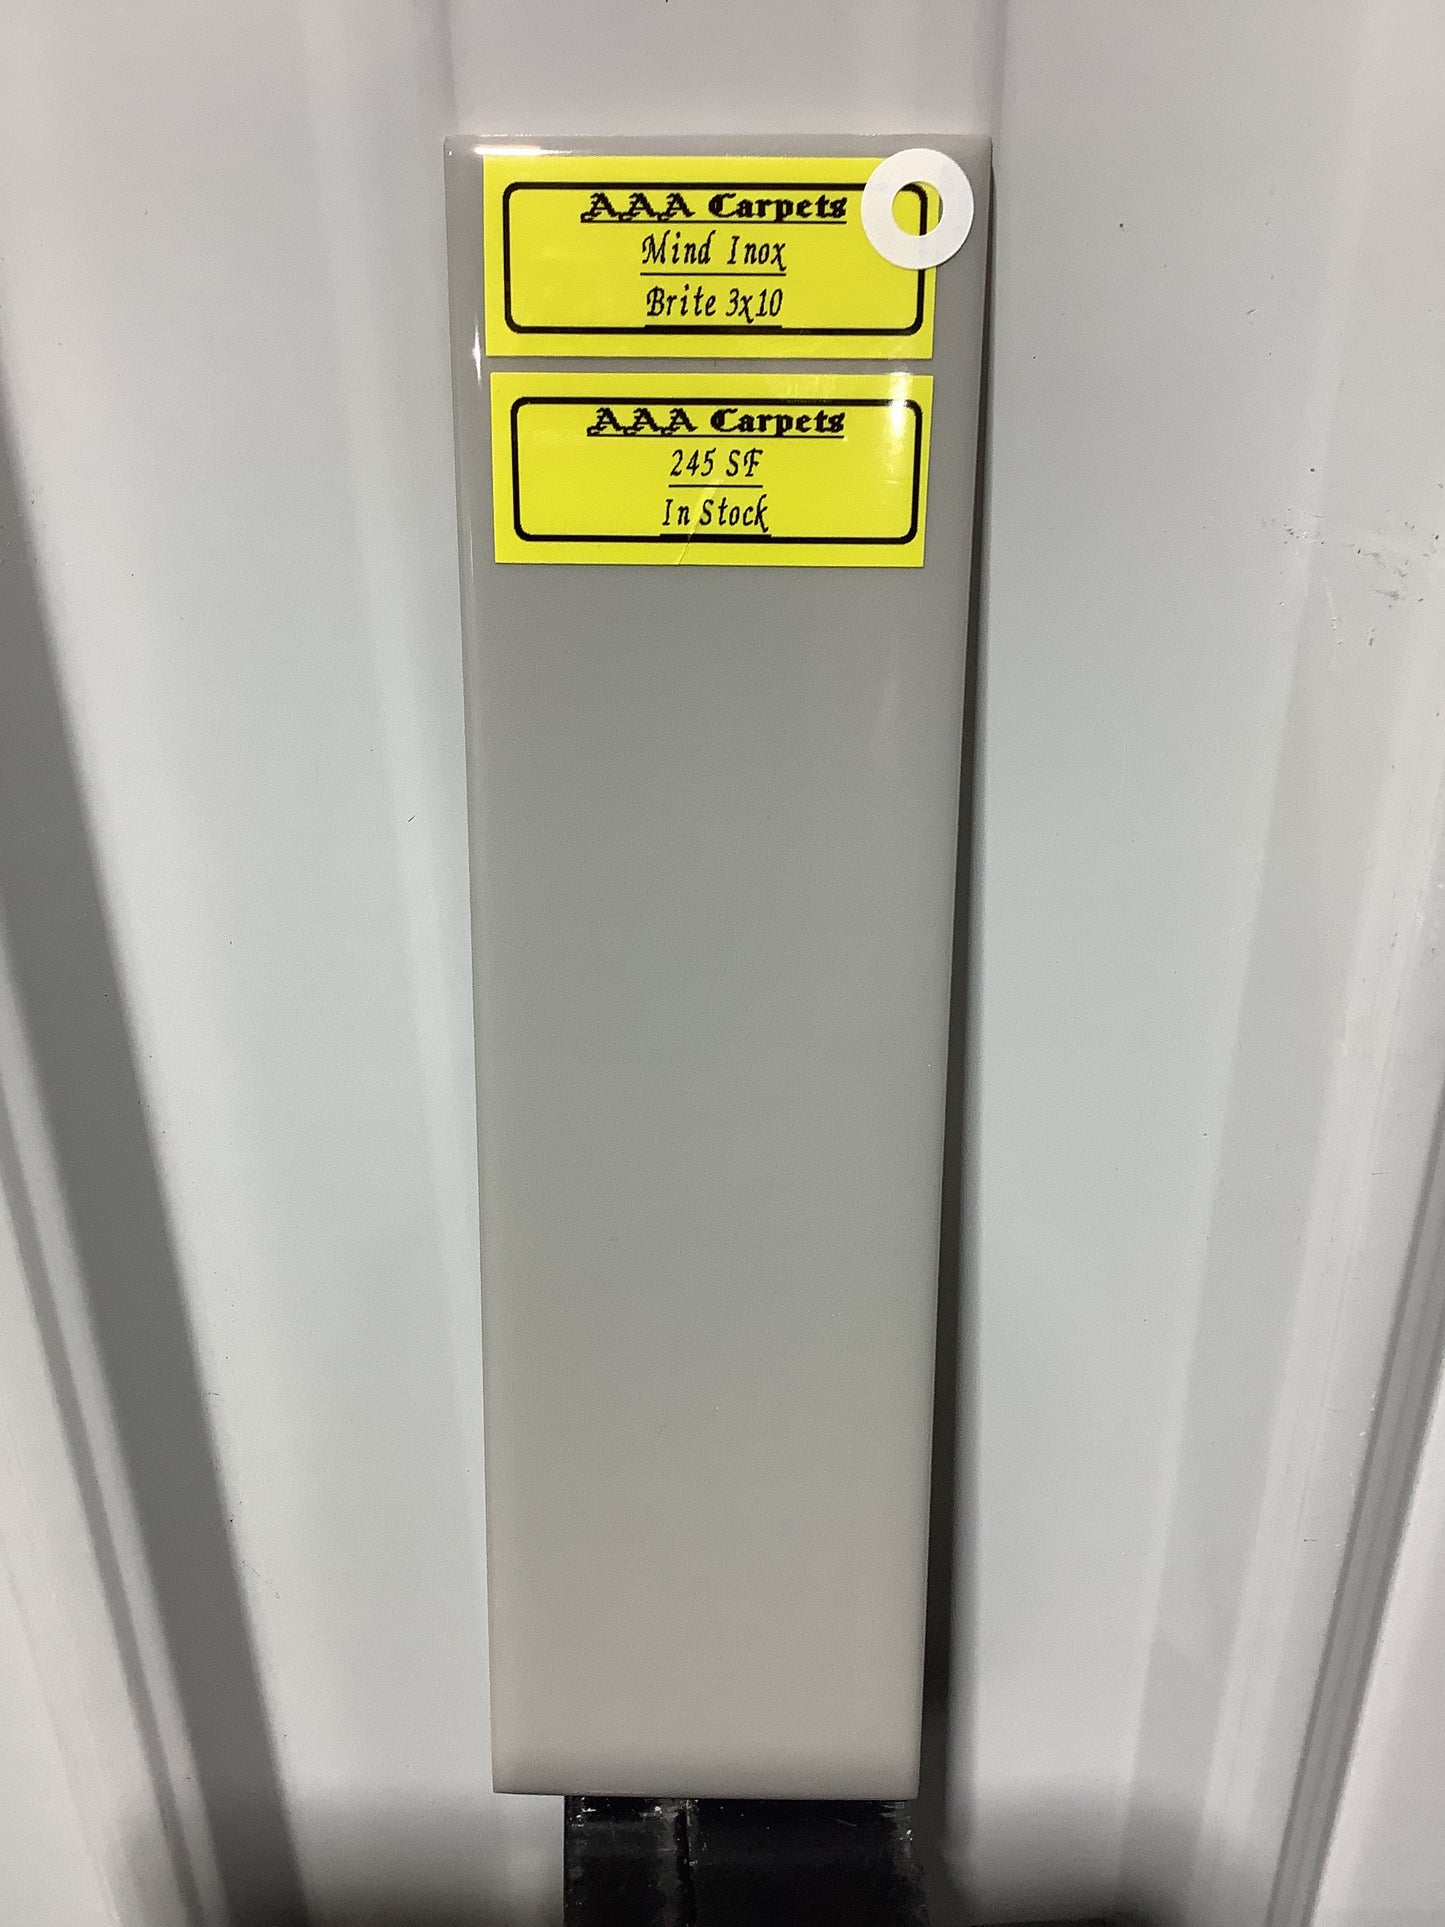 AAA Carpets
Mind Inox
Brite 3x10
AAA Carpets
245 SF
In Stock